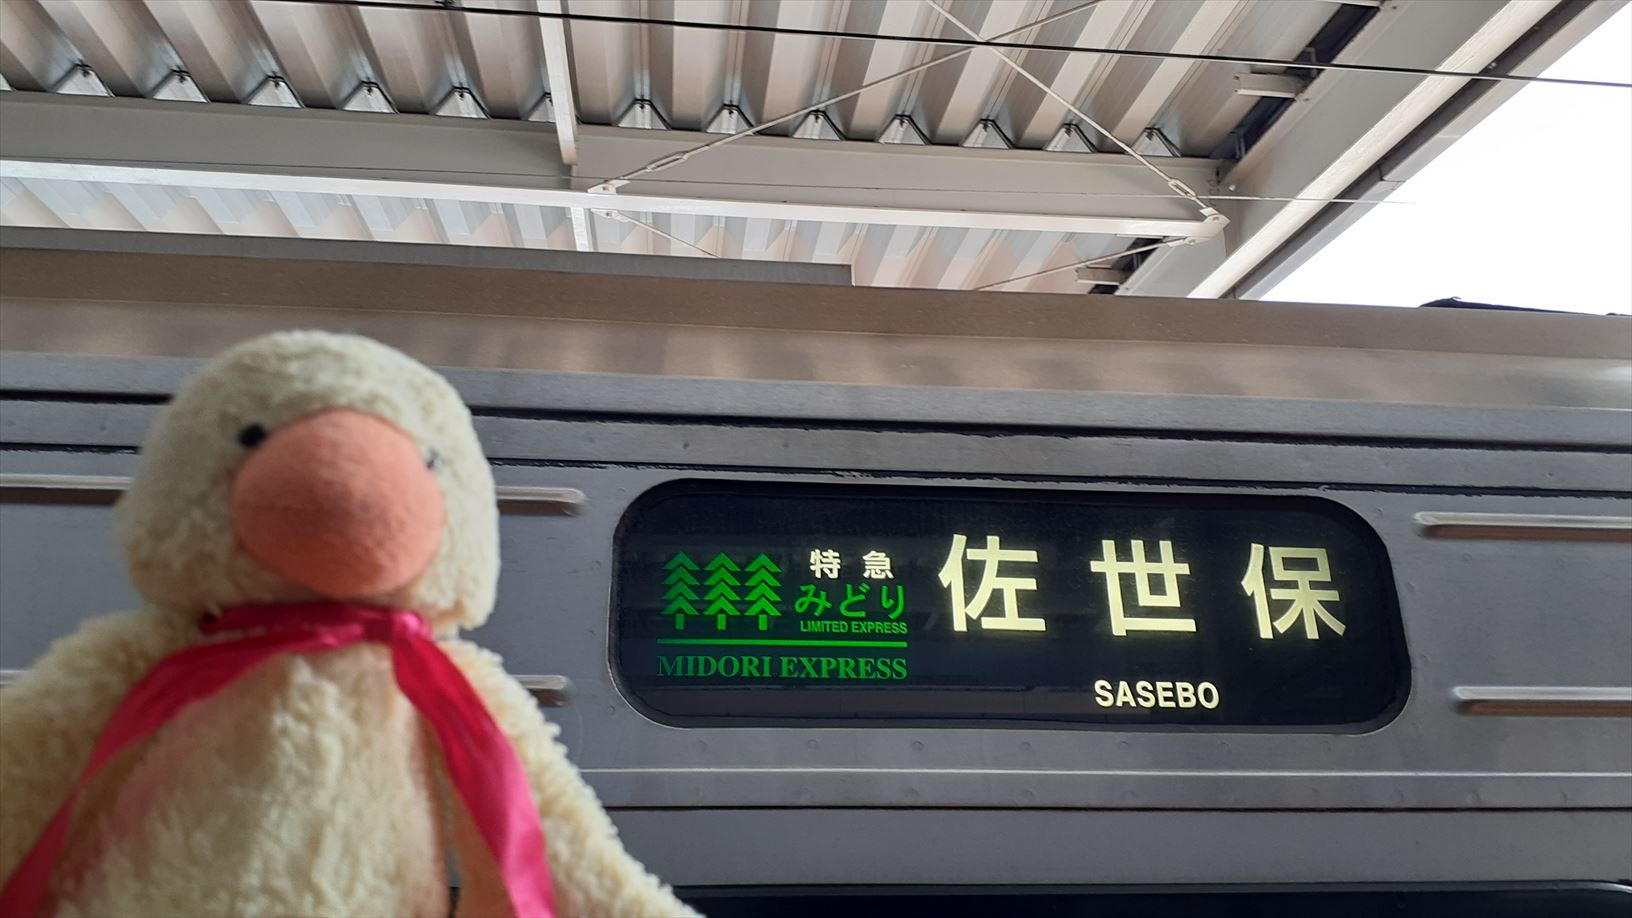 特急
みどり
LIMITED EXPRESS
MIDORI EXPRESS
佐世保
SASEBO